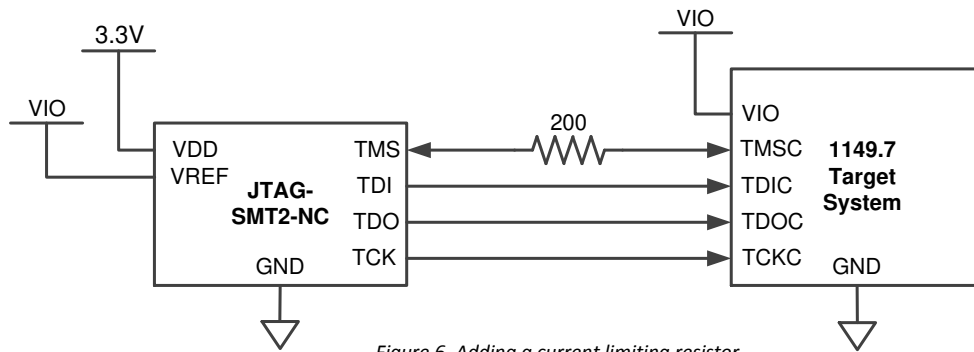 3.3V
VIO
VDD
VREF
JTAG-
SMT2-NC
GND
TMS
TDI
TDO
TCK
200
VIO
VIO
TMSC
TDIC
TDOC
TCKC
1149.7
Target
System
GND
Figure 6. Adding a current limiting resistor